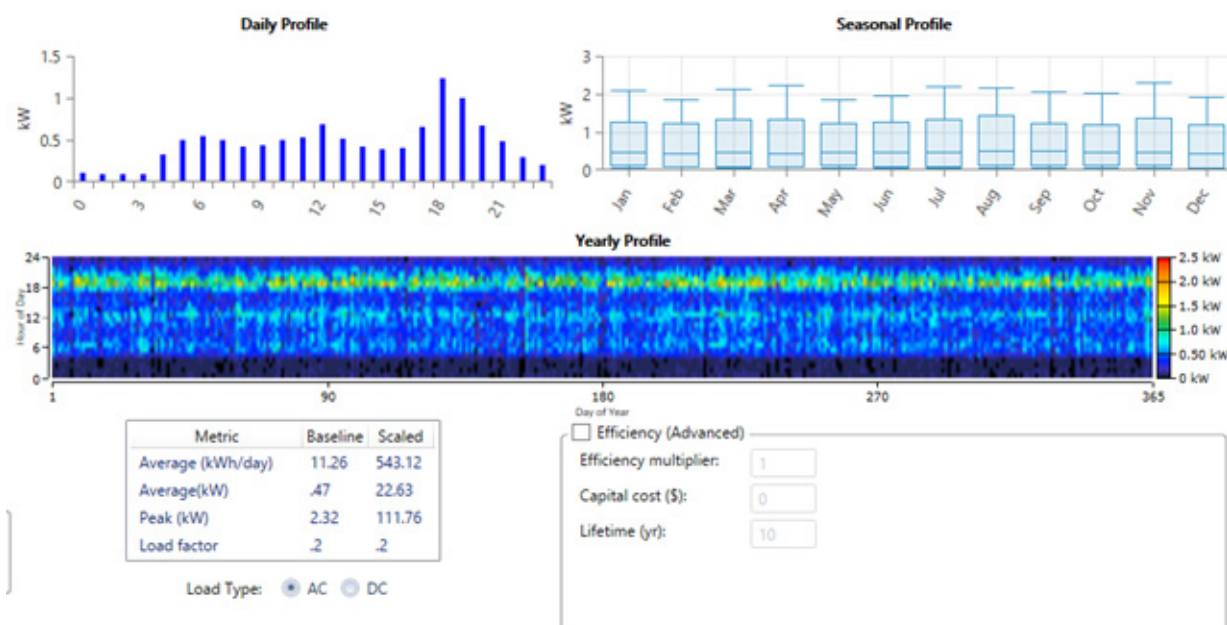 Daily Profile
1.5
1
0.5
0
kW
0 3 6 9 12 15 18 21
Seasonal Profile
3
2
1
0
kW
Jan Feb Mar Apr May Jun Jul Aug Sep Oct Nov Dec
Yearly Profile
24
18
12
6
0
Hour of Day
2.5 kW
2.0 kW
1.5 kW
1.0 kW
0.50 kW
0 kW
1 90 180 270 365
Day of Year
Metric Baseline Scaled
Average (kWh/day) 11.26 543.12
Average(kW) .47 22.63
Peak (kW) 2.32 111.76
Load factor .2 .2
Load Type: AC DC
Efficiency (Advanced)
Efficiency multiplier: 1
Capital cost ($): 0
Lifetime (yr): 10